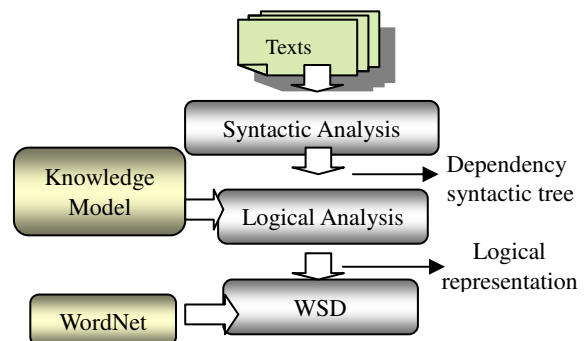 Texts
Syntactic Analysis
Dependency
syntactic tree
Knowledge
Model
Logical Analysis
Logical
representation
WSD
WordNet